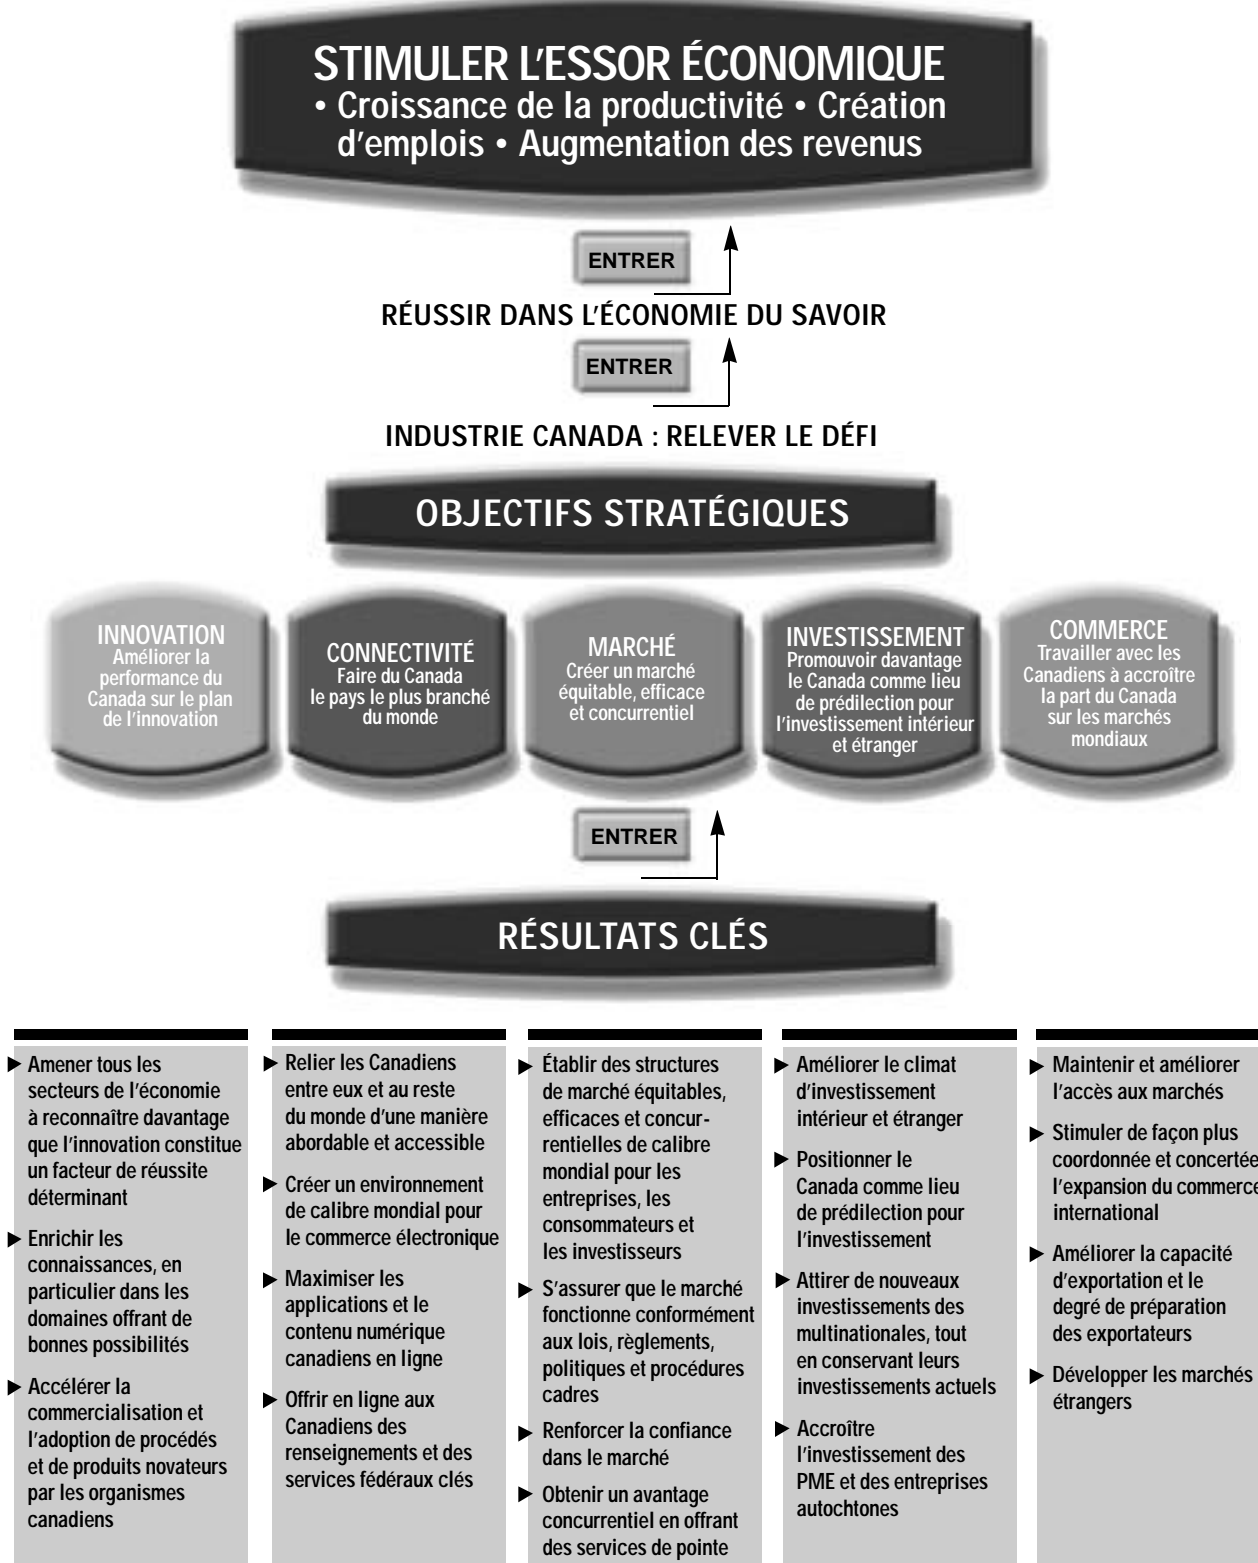 STIMULER L'ESSOR ÉCONOMIQUE
• Croissance de la productivité • Création
d'emplois • Augmentation des revenus
ENTRER
RÉUSSIR DANS L'ÉCONOMIE DU SAVOIR
ENTRER
INDUSTRIE CANADA : RELEVER LE DÉFI
OBJECTIFS STRATÉGIQUES
INNOVATION
Améliorer la
performance du
Canada sur le plan
de l'innovation
CONNECTIVITÉ
Faire du Canada
le pays le plus branché
du monde
MARCHÉ
Créer un marché
équitable, efficace
et concurrentiel
INVESTISSEMENT
Promouvoir davantage
le Canada comme lieu
de prédilection pour
l'investissement intérieur
et étranger
COMMERCE
Travailler avec les
Canadiens à accroître
la part du Canada
sur les marchés
mondiaux
ENTRER
RÉSULTATS CLÉS
► Amener tous les
secteurs de l'économie
à reconnaître davantage
que l'innovation constitue
un facteur de réussite
déterminant
► Enrichir les
connaissances, en
particulier dans les
domaines offrant de
bonnes possibilités
► Accélérer la
commercialisation et
l'adoption de procédés
et de produits novateurs
par les organismes
canadiens
► Relier les Canadiens
entre eux et au reste
du monde d'une manière
abordable et accessible
► Créer un environnement
de calibre mondial pour
le commerce électronique
► Maximiser les
applications et le
contenu numérique
canadiens en ligne
► Offrir en ligne aux
Canadiens des
renseignements et des
services fédéraux clés
► Établir des structures
de marché équitables,
efficaces et concur-
rentielles de calibre
mondial pour les
entreprises, les
consommateurs et
les investisseurs
► S'assurer que le marché
fonctionne conformément
aux lois, règlements,
politiques et procédures
cadres
► Renforcer la confiance
dans le marché
► Obtenir un avantage
concurrentiel en offrant
des services de pointe
► Améliorer le climat
d'investissement
intérieur et étranger
► Positionner le
Canada comme lieu
de prédilection pour
l'investissement
► Attirer de nouveaux
investissements des
multinationales, tout
en conservant leurs
investissements actuels
► Accroître
l'investissement des
PME et des entreprises
autochtones
► Maintenir et améliorer
l'accès aux marchés
► Stimuler de façon plus
coordonnée et concertée
l'expansion du commerce
international
► Améliorer la capacité
d'exportation et le
degré de préparation
des exportateurs
► Développer les marchés
étrangers